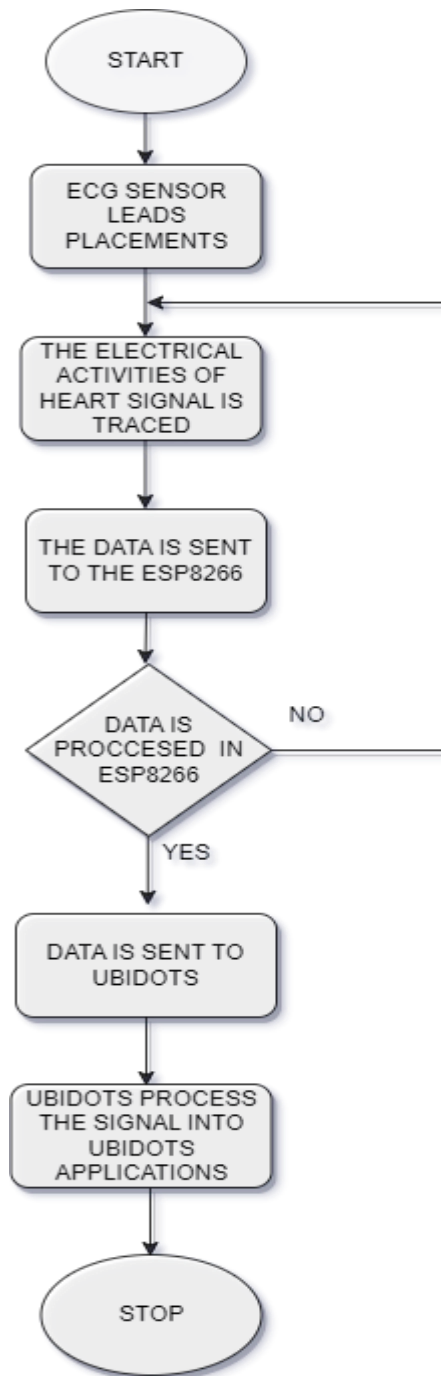 START
ECG SENSOR
LEADS
PLACEMENTS
THE ELECTRICAL
ACTIVITIES OF
HEART SIGNAL IS
TRACED
THE DATA IS SENT
TO THE ESP8266
DATA IS
PROCCESED IN
ESP8266
NO
YES
DATA IS SENT TO
UBIDOTS
UBIDOTS PROCESS
THE SIGNAL INTO
UBIDOTS
APPLICATIONS
STOP